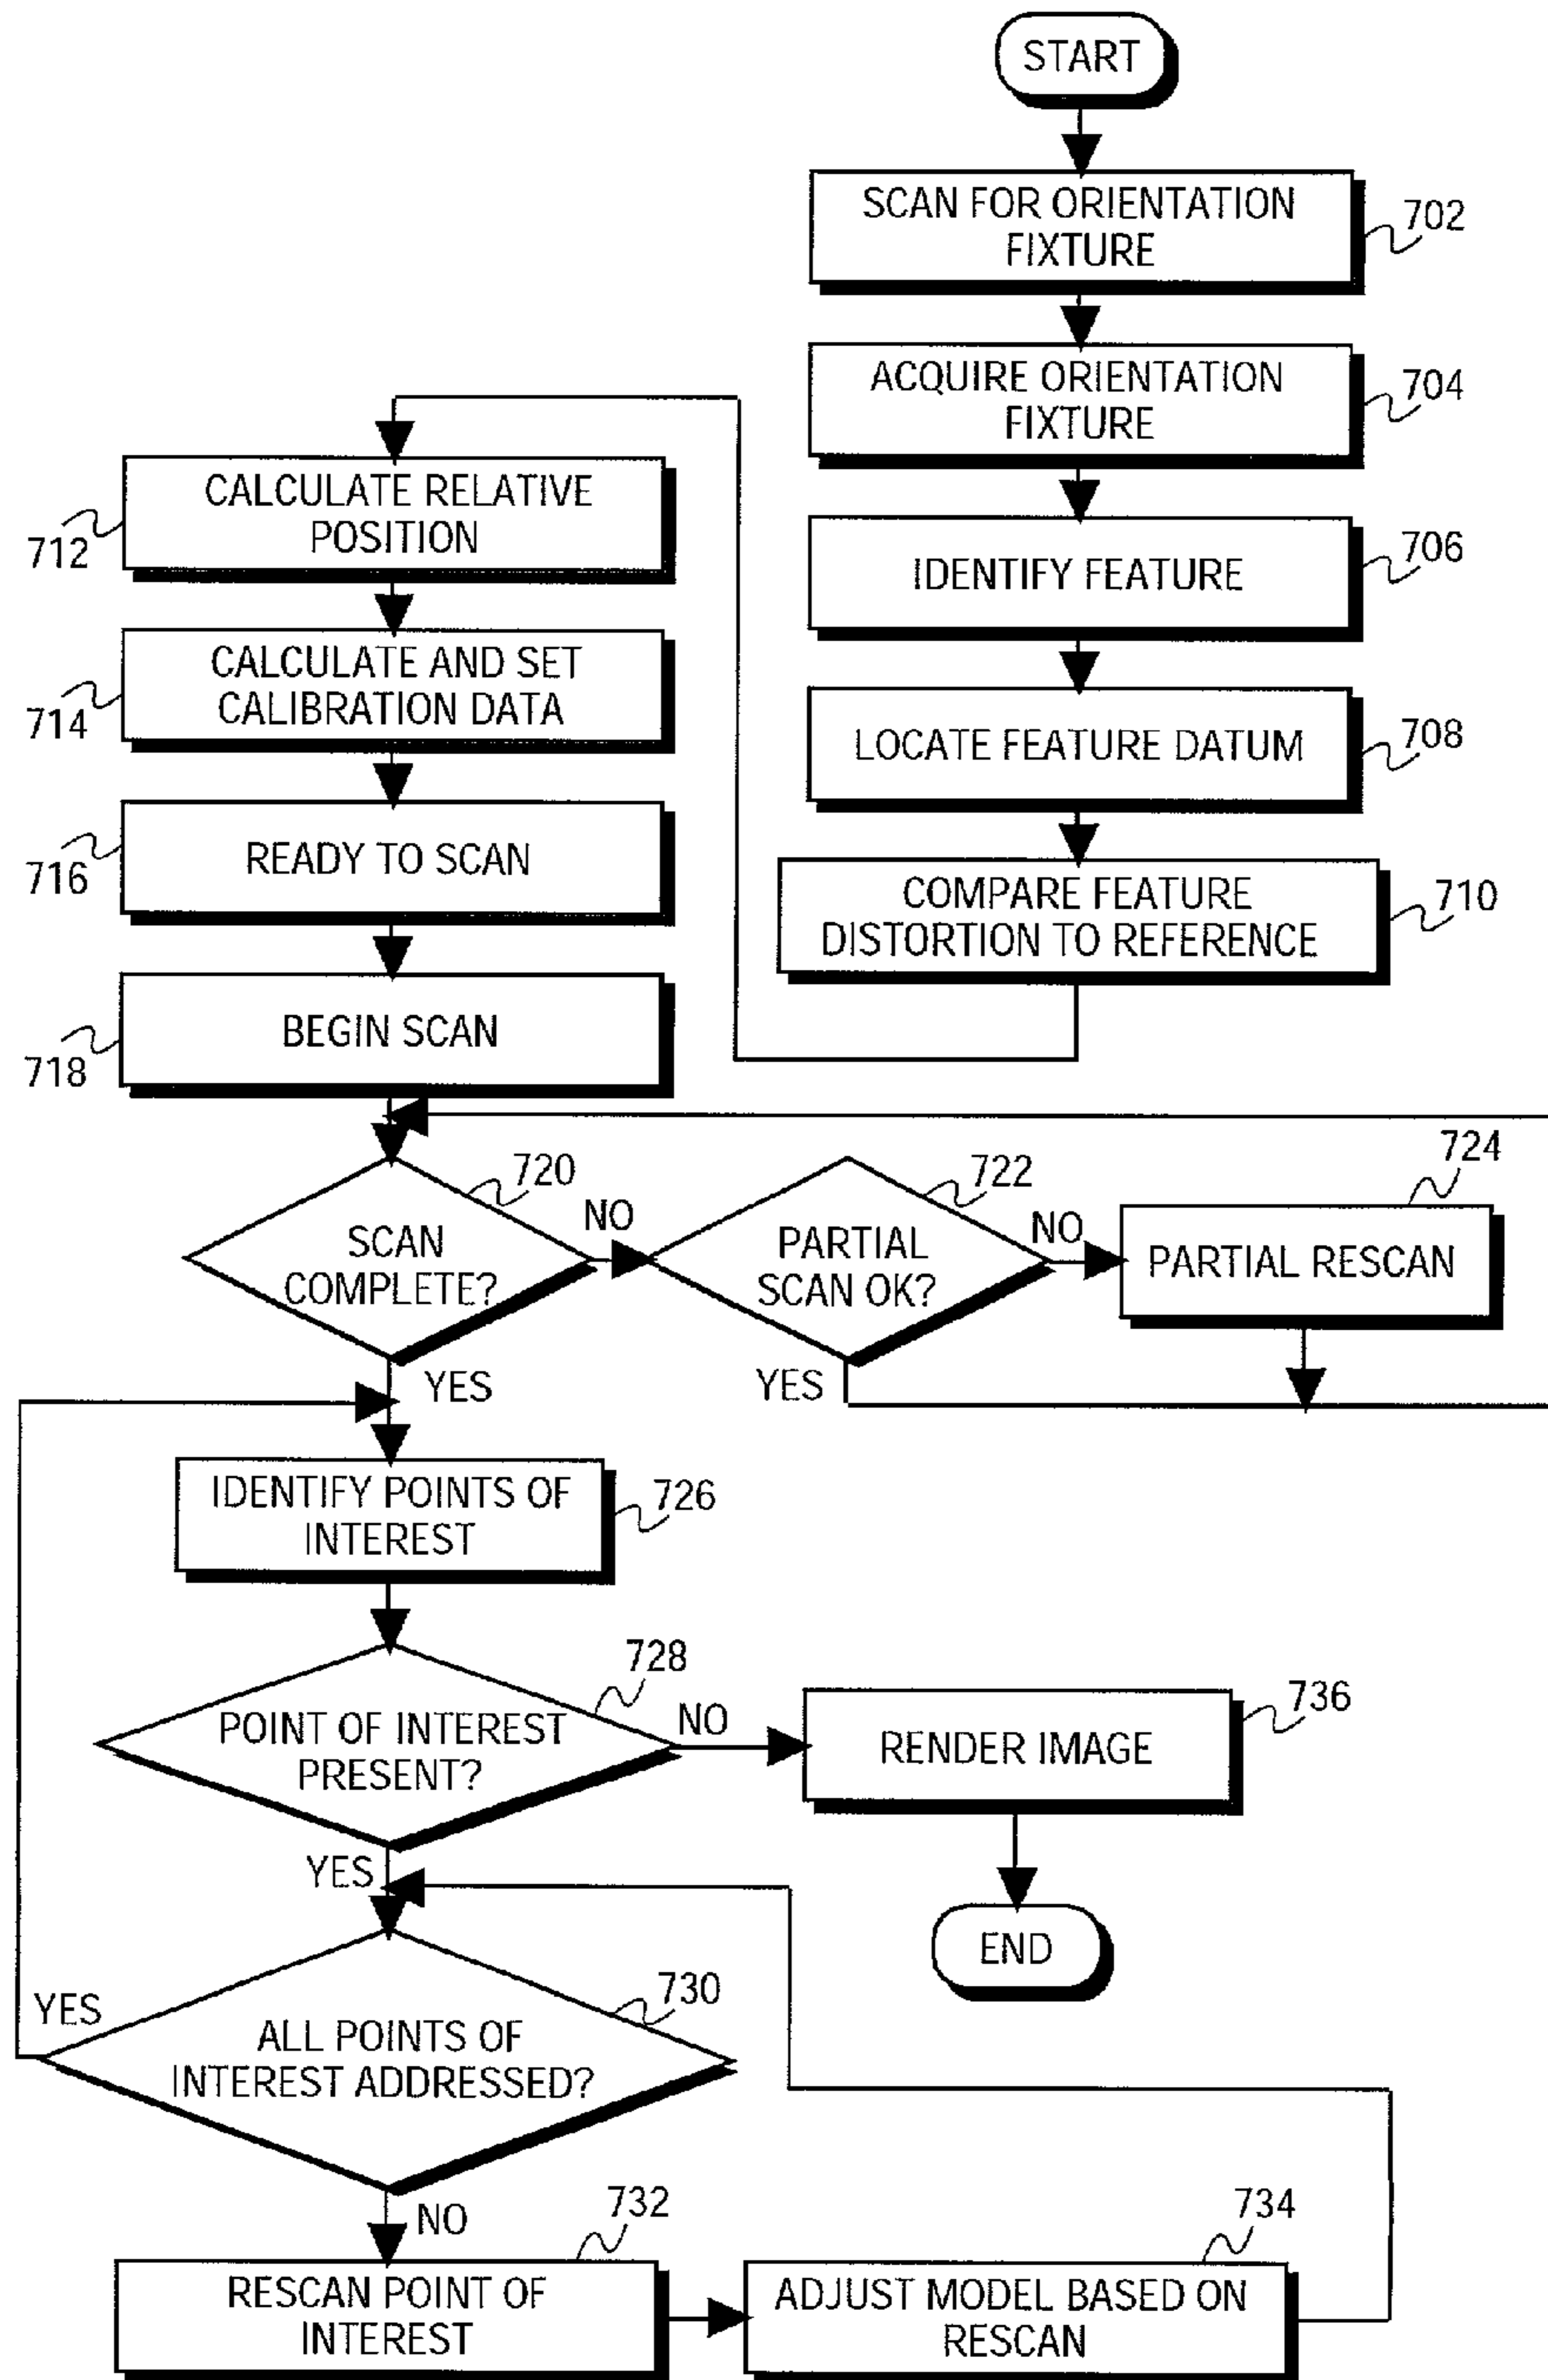 START
SCAN FOR ORIENTATION
FIXTURE
702
ACQUIRE ORIENTATION
FIXTURE
704
IDENTIFY FEATURE
706
LOCATE FEATURE DATUM
708
COMPARE FEATURE
DISTORTION TO REFERENCE
710
CALCULATE RELATIVE
POSITION
712
CALCULATE AND SET
CALIBRATION DATA
714
READY TO SCAN
716
BEGIN SCAN
718
SCAN
COMPLETE?
720
NO
PARTIAL
SCAN OK?
722
NO
PARTIAL RESCAN
724
YES
YES
IDENTIFY POINTS OF
INTEREST
726
POINT OF INTEREST
PRESENT?
728
NO
RENDER IMAGE
736
END
YES
ALL POINTS OF
INTEREST ADDRESSED?
730
YES
NO
RESCAN POINT OF
INTEREST
732
ADJUST MODEL BASED ON
RESCAN
734